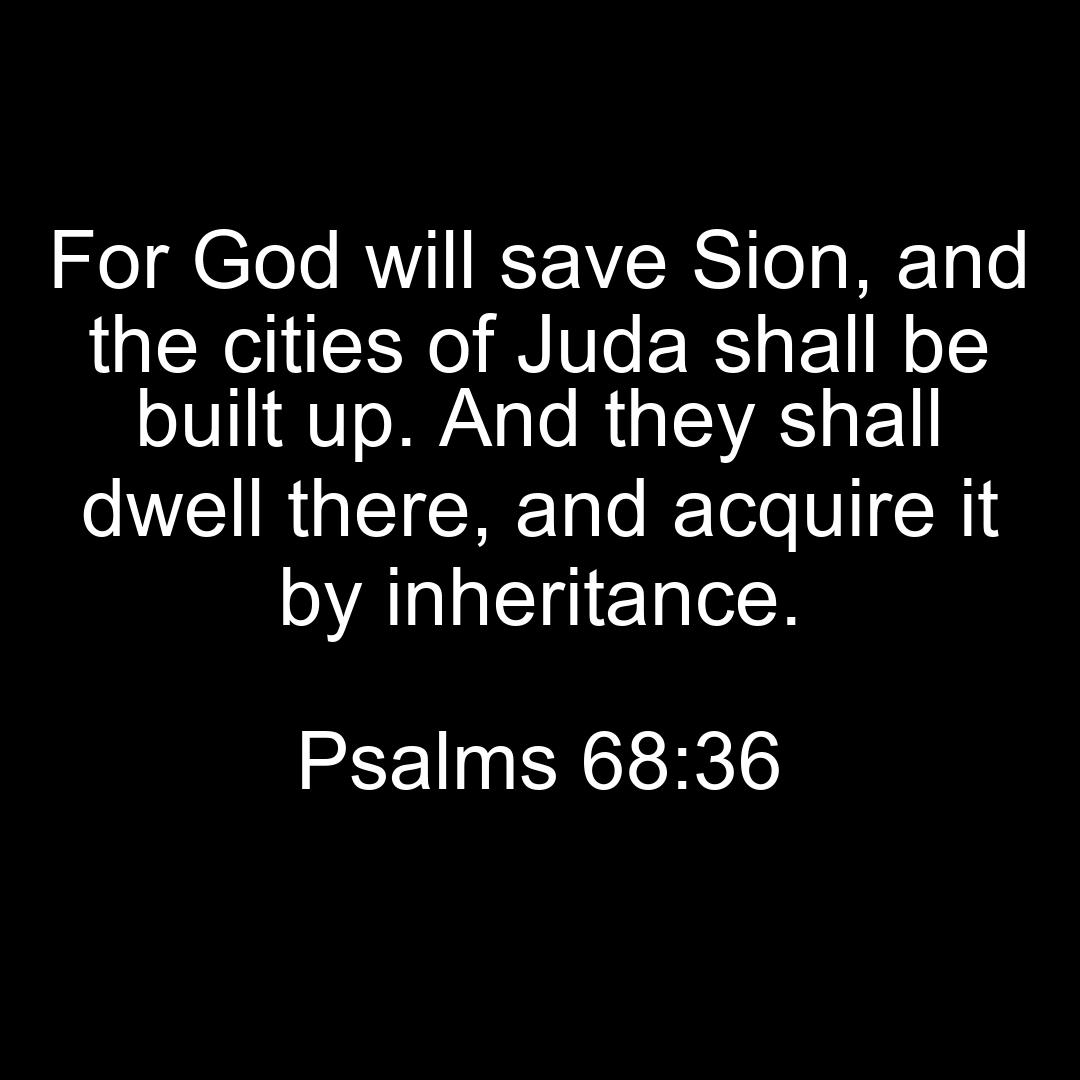 For God will save Sion, and
the cities of Juda shall be
built up. And they shall
dwell there, and acquire it
by inheritance.
Psalms 68:36